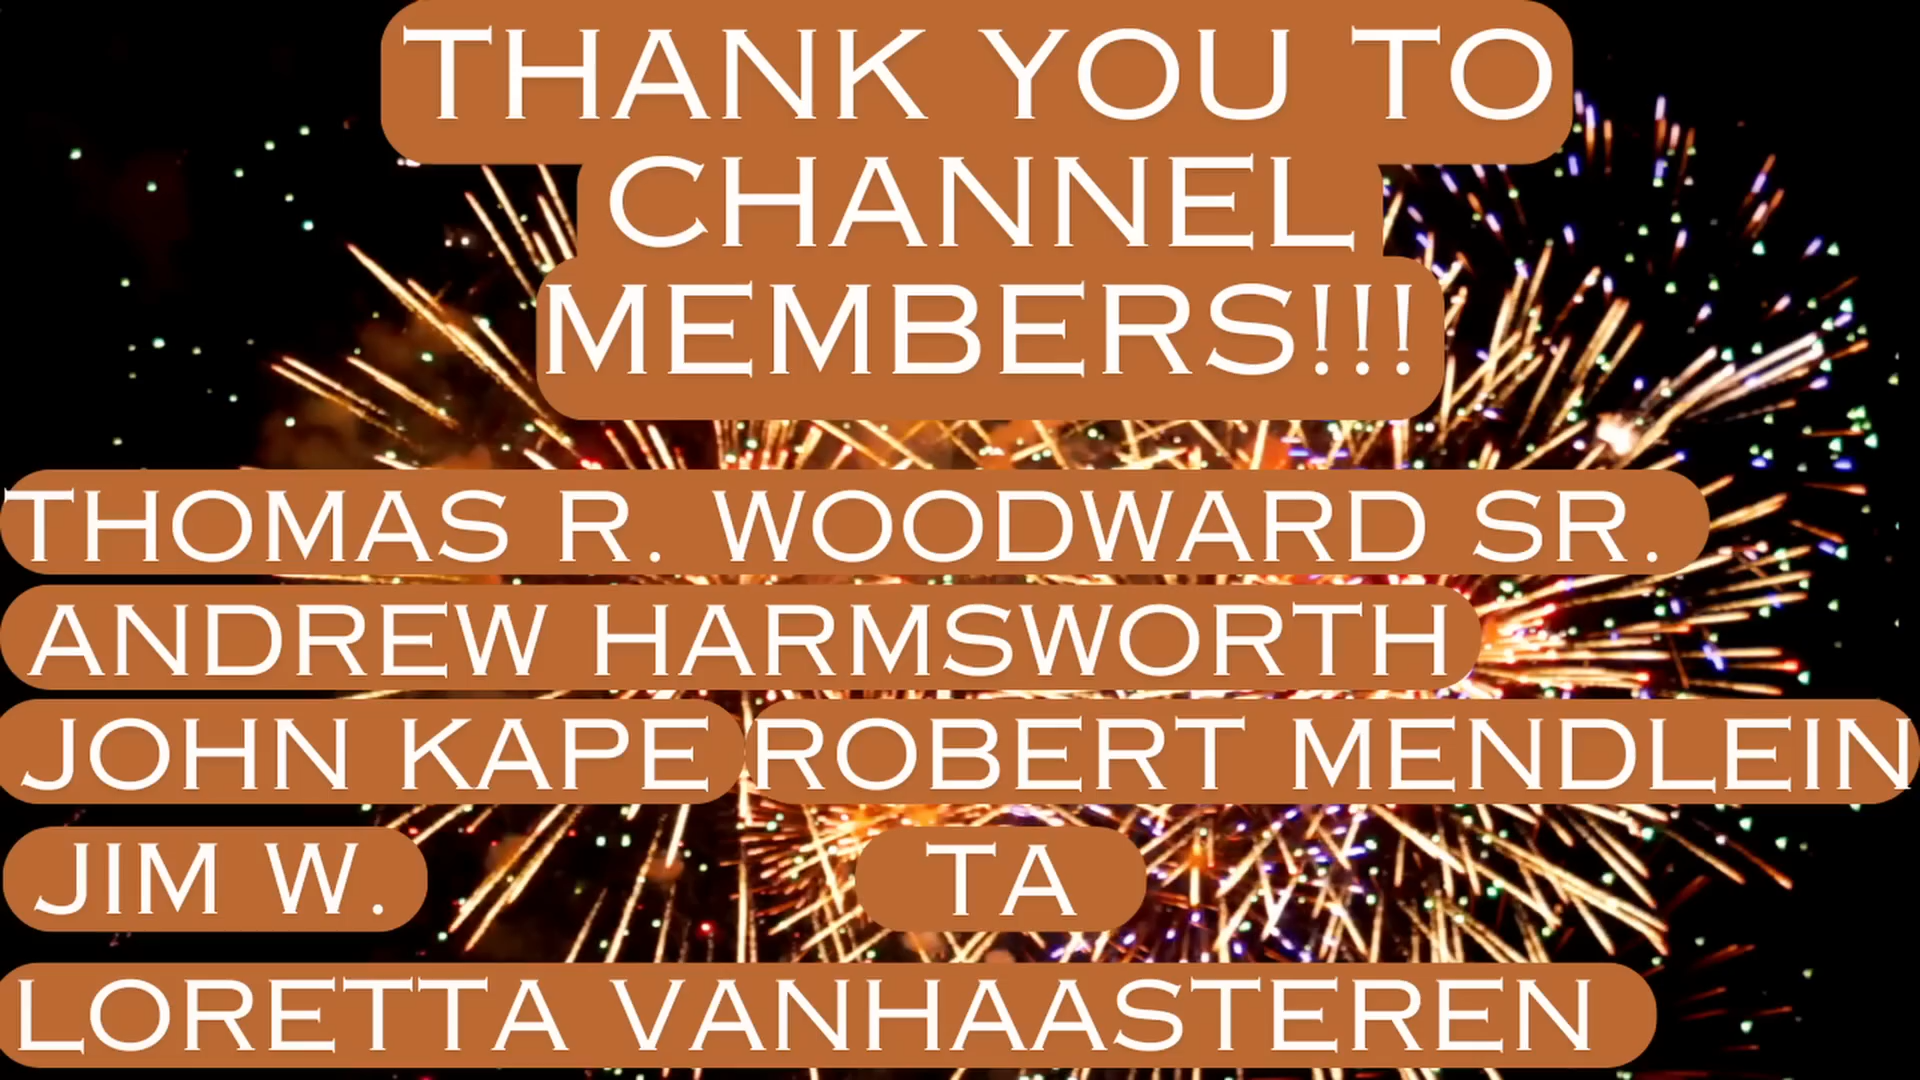 THANK YOU TO
CHANNEL
MEMBERS!!!
THOMAS R. WOODWARD SR.
ANDREW HARMSWORTH
JOHN KAPE ROBERT MENDLEIN
JIM W. TA
LORETTA VANHAASTEREN